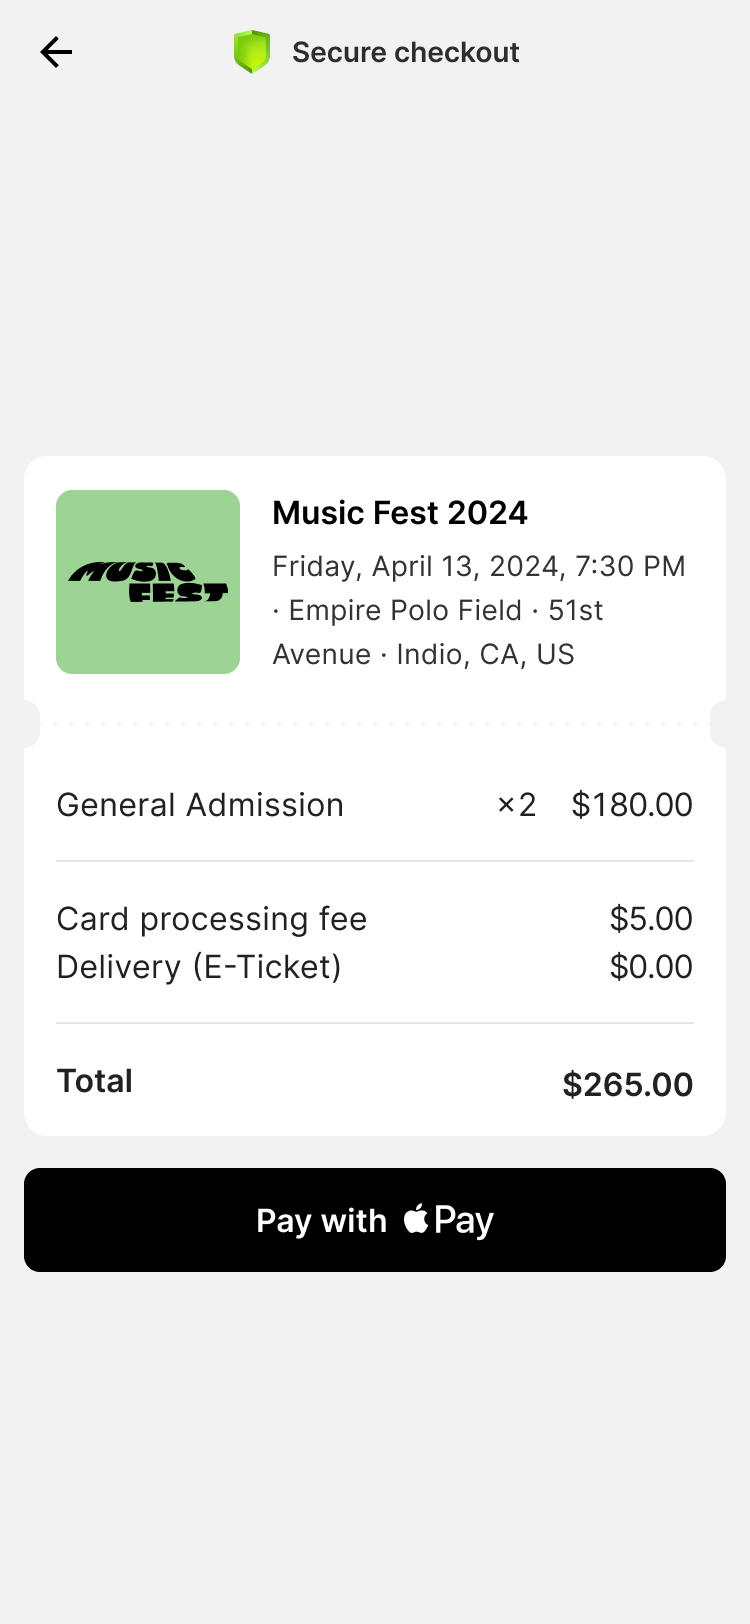 Secure checkout
MUSIC
FEST
Music Fest 2024
Friday, April 13, 2024, 7:30 PM
· Empire Polo Field · 51st
Avenue · Indio, CA, US
General Admission ×2 $180.00
Card processing fee $5.00
Delivery (E-Ticket) $0.00
Total $265.00
Pay with Pay